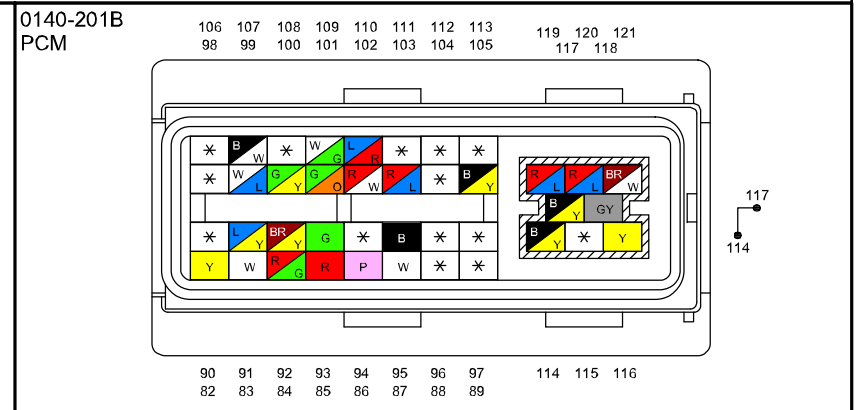 0140-201B
PCM
106 107 108 109 110 111 112 113
98 99 100 101 102 103 104 105
119 120 121
117 118
* B W * W G L R * * *
* W L G Y G O R W R L * B Y
R L R L BR W
B Y GY
* L Y BR Y G * B * *
B Y * Y
Y W R G R P W * *
117
114
90 91 92 93 94 95 96 97
82 83 84 85 86 87 88 89
114 115 116